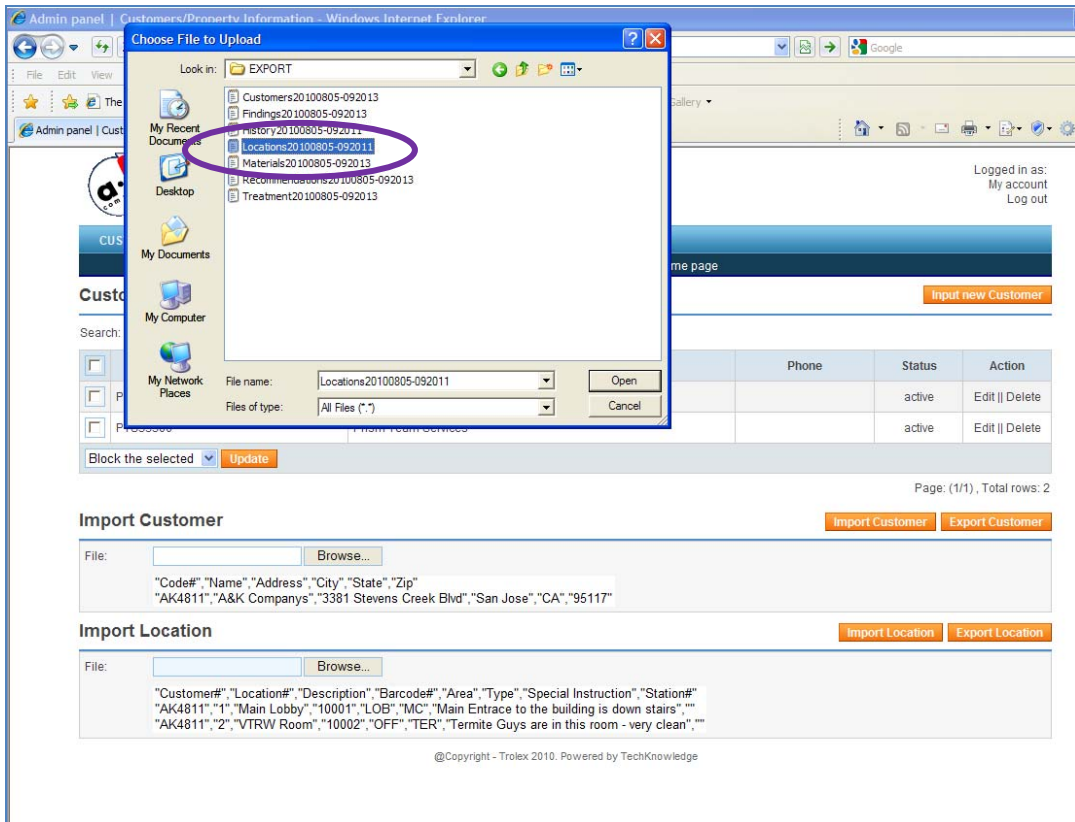 Admin panel | Customers/Property Information - Windows Internet Explorer
Choose File to Upload
Google
Look in: EXPORT
File Edit View
The
Gallery
Admin panel | Cust
My Recent Documents
Desktop
My Documents
My Computer
My Network Places
Customers20100805-092013
Findings20100805-092013
History20100805-092011
Locations20100805-092011
Materials20100805-092013
Recommendations20100805-092013
Treatment20100805-092013
File name: Locations20100805-092011 Open
Files of type: All Files (*.*) Cancel
Logged in as:
My account
Log out
CUS
me page
Custo
Input new Customer
Search:
Phone Status Action
P active Edit || Delete
active Edit || Delete
Block the selected Update
Page: (1/1) , Total rows: 2
Import Customer Import Customer Export Customer
File: Browse...
"Code#","Name","Address","City","State","Zip"
"AK4811","A&K Companys","3381 Stevens Creek Blvd","San Jose","CA","95117"
Import Location Import Location Export Location
File: Browse...
"Customer#","Location#","Description","Barcode#","Area","Type","Special Instruction","Station#"
"AK4811","1","Main Lobby","10001","LOB","MC","Main Entrace to the building is down stairs",""
"AK4811","2","VTRW Room","10002","OFF","TER","Termite Guys are in this room - very clean",""
@Copyright - Trolex 2010. Powered by TechKnowledge